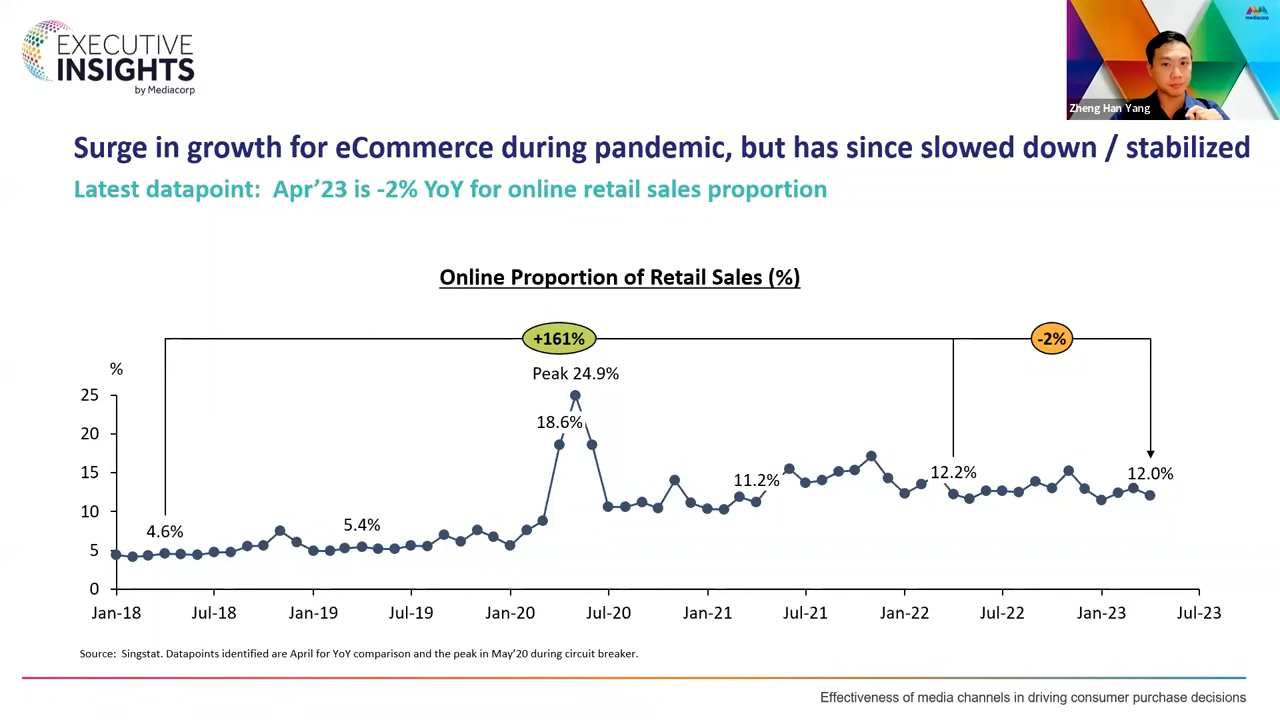 EXECUTIVE
INSIGHTS
by Mediacorp
mediacorp
Zheng Han Yang
Surge in growth for eCommerce during pandemic, but has since slowed down / stabilized
Latest datapoint: Apr’23 is -2% YoY for online retail sales proportion
Online Proportion of Retail Sales (%)
+161%
-2%
%
Peak 24.9%
25
18.6%
20
15
12.2%
12.0%
11.2%
10
4.6%
5.4%
5
0
Jan-18
Jul-18
Jan-19
Jul-19
Jan-20
Jul-20
Jan-21
Jul-21
Jan-22
Jul-22
Jan-23
Jul-23
Source: Singstat. Datapoints identified are April for YoY comparison and the peak in May’20 during circuit breaker.
Effectiveness of media channels in driving consumer purchase decisions